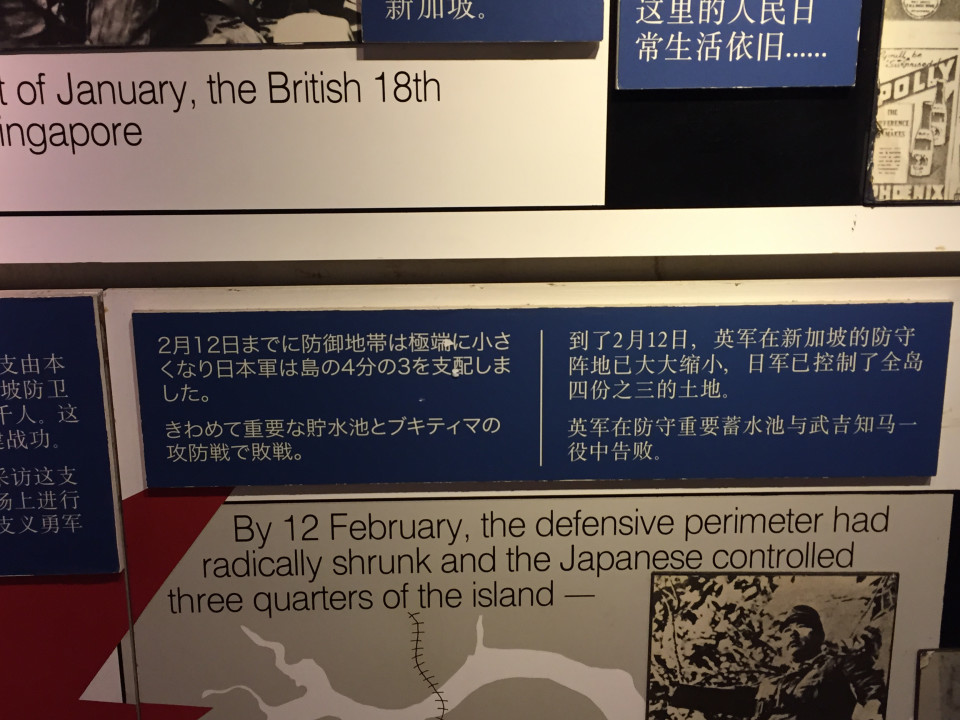 新加坡。
这里的人民日
常生活依旧......
t of January, the British 18th
ingapore
POLLY
THE
PHOENIX
支由本
坡防卫
千人。这
战功。
采访这支
场上进行
支义勇军
2月12日までに防御地帯は極端に小さ
くなり日本軍は島の4分の3を支配しま
した。
きわめて重要な貯水池とブキティマの
攻防戦で敗戦。
到了2月12日，英军在新加坡的防守
阵地已大大缩小，日军已控制了全岛
四份之三的土地。
英军在防守重要蓄水池与武吉知马一
役中告败。
By 12 February, the defensive perimeter had
radically shrunk and the Japanese controlled
three quarters of the island —